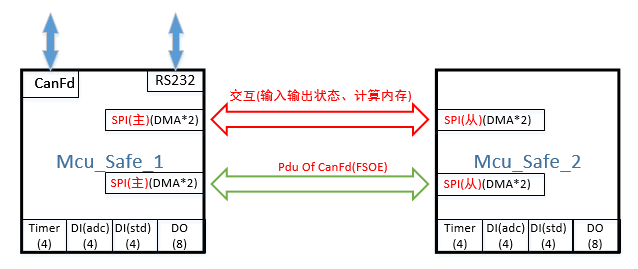 CanFd
RS232
SPI(主)(DMA*2)
交互(输入输出状态、计算内存)
SPI(从)(DMA*2)
Mcu_Safe_1
Mcu_Safe_2
SPI(主)(DMA*2)
Pdu Of CanFd(FSOE)
SPI(从)(DMA*2)
Timer
(4)
DI(adc)
(4)
DI(std)
(4)
DO
(8)
Timer
(4)
DI(adc)
(4)
DI(std)
(4)
DO
(8)